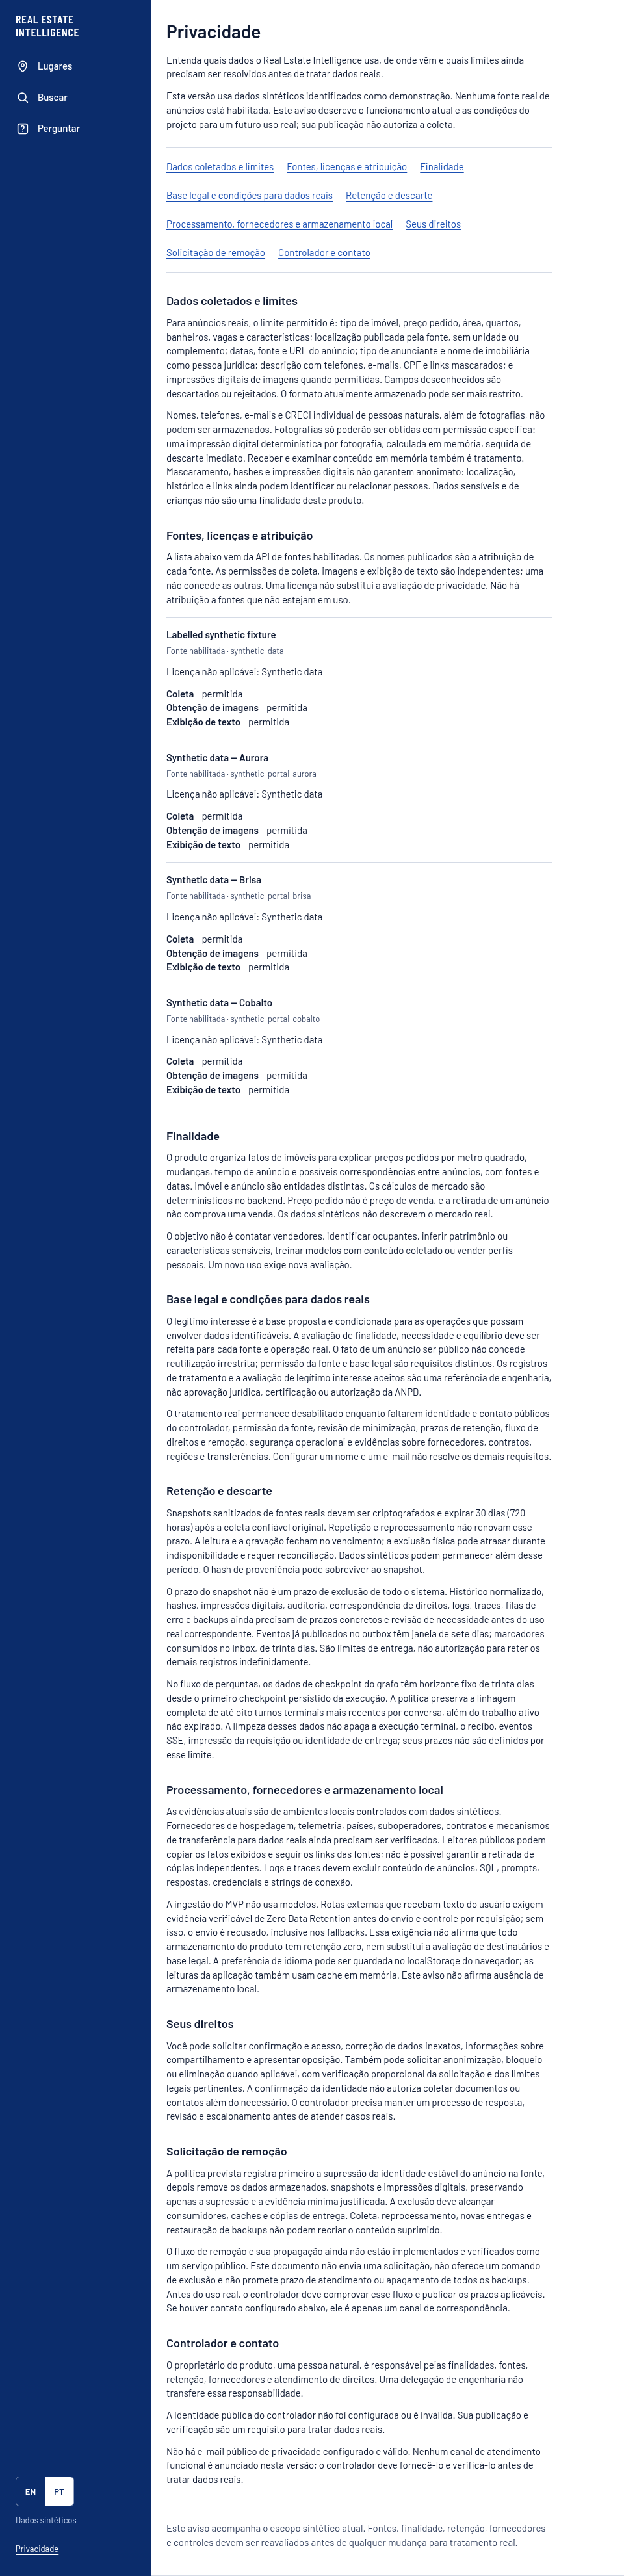 REAL ESTATE
INTELLIGENCE
Lugares
Buscar
Perguntar
Privacidade
Entenda quais dados o Real Estate Intelligence usa, de onde vêm e quais limites ainda
precisam ser resolvidos antes de tratar dados reais.
Esta versão usa dados sintéticos identificados como demonstração. Nenhuma fonte real de
anúncios está habilitada. Este aviso descreve o funcionamento atual e as condições do
projeto para um futuro uso real; sua publicação não autoriza a coleta.
Dados coletados e limites Fontes, licenças e atribuição Finalidade
Base legal e condições para dados reais Retenção e descarte
Processamento, fornecedores e armazenamento local Seus direitos
Solicitação de remoção Controlador e contato
Dados coletados e limites
Para anúncios reais, o limite permitido é: tipo de imóvel, preço pedido, área, quartos,
banheiros, vagas e características; localização publicada pela fonte, sem unidade ou
complemento; datas, fonte e URL do anúncio; tipo de anunciante e nome de imobiliária
como pessoa jurídica; descrição com telefones, e-mails, CPF e links mascarados; e
impressões digitais de imagens quando permitidas. Campos desconhecidos são
descartados ou rejeitados. O formato atualmente armazenado pode ser mais restrito.
Nomes, telefones, e-mails e CRECI individual de pessoas naturais, além de fotografias, não
podem ser armazenados. Fotografias só poderão ser obtidas com permissão específica:
uma impressão digital determinística por fotografia, calculada em memória, seguida de
descarte imediato. Receber e examinar conteúdo em memória também é tratamento.
Mascaramento, hashes e impressões digitais não garantem anonimato: localização,
histórico e links ainda podem identificar ou relacionar pessoas. Dados sensíveis e de
crianças não são uma finalidade deste produto.
Fontes, licenças e atribuição
A lista abaixo vem da API de fontes habilitadas. Os nomes publicados são a atribuição de
cada fonte. As permissões de coleta, imagens e exibição de texto são independentes; uma
não concede as outras. Uma licença não substitui a avaliação de privacidade. Não há
atribuição a fontes que não estejam em uso.
Labelled synthetic fixture
Fonte habilitada · synthetic-data
Licença não aplicável: Synthetic data
Coleta permitida
Obtenção de imagens permitida
Exibição de texto permitida
Synthetic data — Aurora
Fonte habilitada · synthetic-portal-aurora
Licença não aplicável: Synthetic data
Coleta permitida
Obtenção de imagens permitida
Exibição de texto permitida
Synthetic data — Brisa
Fonte habilitada · synthetic-portal-brisa
Licença não aplicável: Synthetic data
Coleta permitida
Obtenção de imagens permitida
Exibição de texto permitida
Synthetic data — Cobalto
Fonte habilitada · synthetic-portal-cobalto
Licença não aplicável: Synthetic data
Coleta permitida
Obtenção de imagens permitida
Exibição de texto permitida
Finalidade
O produto organiza fatos de imóveis para explicar preços pedidos por metro quadrado,
mudanças, tempo de anúncio e possíveis correspondências entre anúncios, com fontes e
datas. Imóvel e anúncio são entidades distintas. Os cálculos de mercado são
determinísticos no backend. Preço pedido não é preço de venda, e a retirada de um anúncio
não comprova uma venda. Os dados sintéticos não descrevem o mercado real.
O objetivo não é contatar vendedores, identificar ocupantes, inferir patrimônio ou
características sensíveis, treinar modelos com conteúdo coletado ou vender perfis
pessoais. Um novo uso exige nova avaliação.
Base legal e condições para dados reais
O legítimo interesse é a base proposta e condicionada para as operações que possam
envolver dados identificáveis. A avaliação de finalidade, necessidade e equilíbrio deve ser
refeita para cada fonte e operação real. O fato de um anúncio ser público não concede
reutilização irrestrita; permissão da fonte e base legal são requisitos distintos. Os registros
de tratamento e a avaliação de legítimo interesse aceitos são uma referência de engenharia,
não aprovação jurídica, certificação ou autorização da ANPD.
O tratamento real permanece desabilitado enquanto faltarem identidade e contato públicos
do controlador, permissão da fonte, revisão de minimização, prazos de retenção, fluxo de
direitos e remoção, segurança operacional e evidências sobre fornecedores, contratos,
regiões e transferências. Configurar um nome e um e-mail não resolve os demais requisitos.
Retenção e descarte
Snapshots sanitizados de fontes reais devem ser criptografados e expirar 30 dias (720
horas) após a coleta confiável original. Repetição e reprocessamento não renovam esse
prazo. A leitura e a gravação fecham no vencimento; a exclusão física pode atrasar durante
indisponibilidade e requer reconciliação. Dados sintéticos podem permanecer além desse
período. O hash de proveniência pode sobreviver ao snapshot.
O prazo do snapshot não é um prazo de exclusão de todo o sistema. Histórico normalizado,
hashes, impressões digitais, auditoria, correspondência de direitos, logs, traces, filas de
erro e backups ainda precisam de prazos concretos e revisão de necessidade antes do uso
real correspondente. Eventos já publicados no outbox têm janela de sete dias; marcadores
consumidos no inbox, de trinta dias. São limites de entrega, não autorização para reter os
demais registros indefinidamente.
No fluxo de perguntas, os dados de checkpoint do grafo têm horizonte fixo de trinta dias
desde o primeiro checkpoint persistido da execução. A política preserva a linhagem
completa de até oito turnos terminais mais recentes por conversa, além do trabalho ativo
não expirado. A limpeza desses dados não apaga a execução terminal, o recibo, eventos
SSE, impressão da requisição ou identidade de entrega; seus prazos não são definidos por
esse limite.
Processamento, fornecedores e armazenamento local
As evidências atuais são de ambientes locais controlados com dados sintéticos.
Fornecedores de hospedagem, telemetria, países, suboperadores, contratos e mecanismos
de transferência para dados reais ainda precisam ser verificados. Leitores públicos podem
copiar os fatos exibidos e seguir os links das fontes; não é possível garantir a retirada de
cópias independentes. Logs e traces devem excluir conteúdo de anúncios, SQL, prompts,
respostas, credenciais e strings de conexão.
A ingestão do MVP não usa modelos. Rotas externas que recebam texto do usuário exigem
evidência verificável de Zero Data Retention antes do envio e controle por requisição; sem
isso, o envio é recusado, inclusive nos fallbacks. Essa exigência não afirma que todo
armazenamento do produto tem retenção zero, nem substitui a avaliação de destinatários e
base legal. A preferência de idioma pode ser guardada no localStorage do navegador; as
leituras da aplicação também usam cache em memória. Este aviso não afirma ausência de
armazenamento local.
Seus direitos
Você pode solicitar confirmação e acesso, correção de dados inexatos, informações sobre
compartilhamento e apresentar oposição. Também pode solicitar anonimização, bloqueio
ou eliminação quando aplicável, com verificação proporcional da solicitação e dos limites
legais pertinentes. A confirmação da identidade não autoriza coletar documentos ou
contatos além do necessário. O controlador precisa manter um processo de resposta,
revisão e escalonamento antes de atender casos reais.
Solicitação de remoção
A política prevista registra primeiro a supressão da identidade estável do anúncio na fonte,
depois remove os dados armazenados, snapshots e impressões digitais, preservando
apenas a supressão e a evidência mínima justificada. A exclusão deve alcançar
consumidores, caches e cópias de entrega. Coleta, reprocessamento, novas entregas e
restauração de backups não podem recriar o conteúdo suprimido.
O fluxo de remoção e sua propagação ainda não estão implementados e verificados como
um serviço público. Este documento não envia uma solicitação, não oferece um comando
de exclusão e não promete prazo de atendimento ou apagamento de todos os backups.
Antes do uso real, o controlador deve comprovar esse fluxo e publicar os prazos aplicáveis.
Se houver contato configurado abaixo, ele é apenas um canal de correspondência.
Controlador e contato
O proprietário do produto, uma pessoa natural, é responsável pelas finalidades, fontes,
retenção, fornecedores e atendimento de direitos. Uma delegação de engenharia não
transfere essa responsabilidade.
A identidade pública do controlador não foi configurada ou é inválida. Sua publicação e
verificação são um requisito para tratar dados reais.
Não há e-mail público de privacidade configurado e válido. Nenhum canal de atendimento
funcional é anunciado nesta versão; o controlador deve fornecê-lo e verificá-lo antes de
tratar dados reais.
Este aviso acompanha o escopo sintético atual. Fontes, finalidade, retenção, fornecedores
e controles devem ser reavaliados antes de qualquer mudança para tratamento real.
EN PT
Dados sintéticos
Privacidade